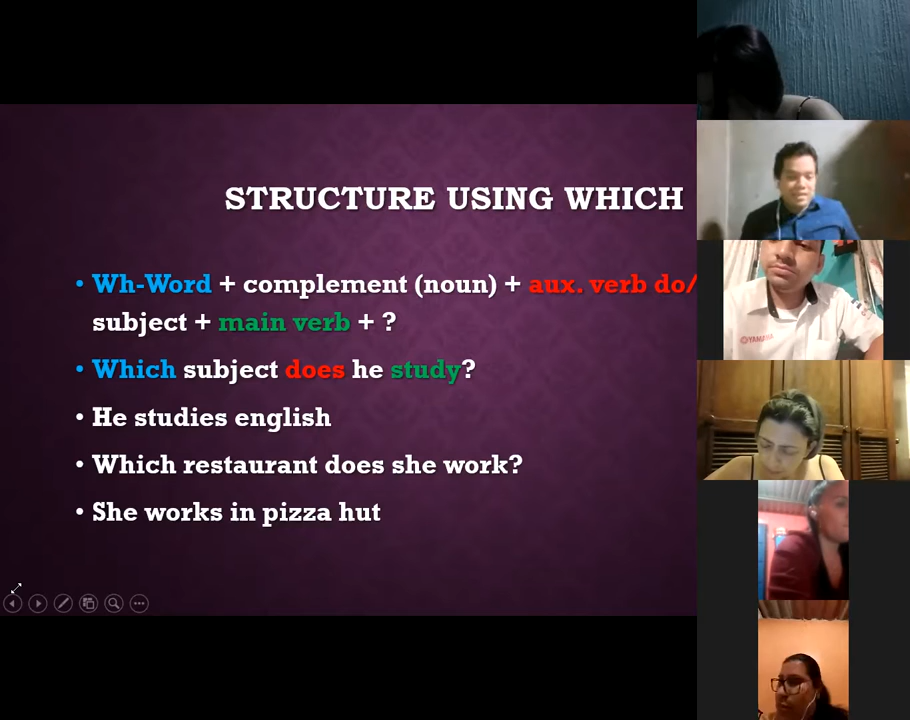 STRUCTURE USING WHICH
• Wh-Word + complement (noun) + aux. verb do/
subject + main verb + ?
• Which subject does he study?
• He studies english
• Which restaurant does she work?
• She works in pizza hut
YAMAHA